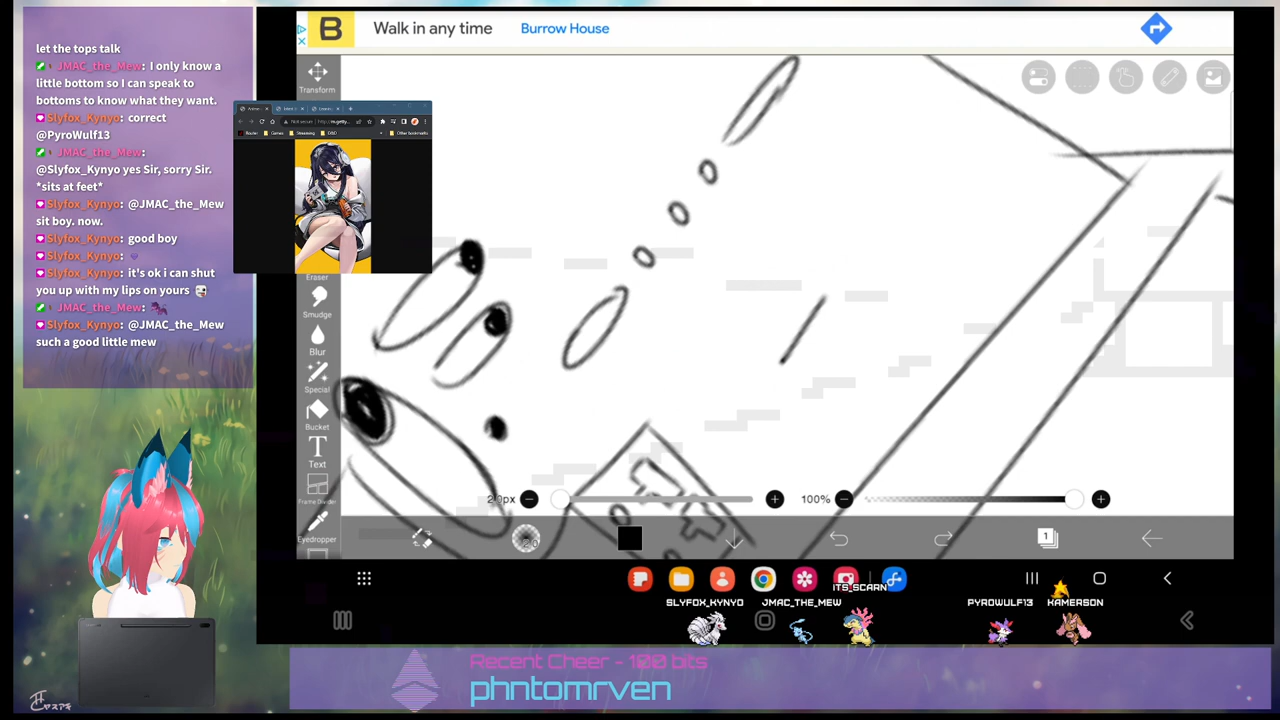 let the tops talk
JMAC_the_Mew: I only know a
little bottom so I can speak to
bottoms to know what they want.
Slyfox_Kynyo: correct
@PyroWulf13
JMAC_the_Mew:
@Slyfox_Kynyo yes Sir, sorry Sir.
*sits at feet*
Slyfox_Kynyo: @JMAC_the_Mew
sit boy. now.
Slyfox_Kynyo: good boy
Slyfox_Kynyo:
Slyfox_Kynyo: it's ok i can shut
you up with my lips on yours
JMAC_the_Mew:
Slyfox_Kynyo: @JMAC_the_Mew
such a good little mew
B Walk in any time Burrow House
Transform
Eraser
Smudge
Blur
Special
Bucket
T
Text
Frame Divider
Eyedropper
100%
1
ITS_SCARN
SLYFOX_KYNYO JMAC_THE_MEW PYROWULF13 KAMERSON
Recent Cheer - 100 bits
phntomrven